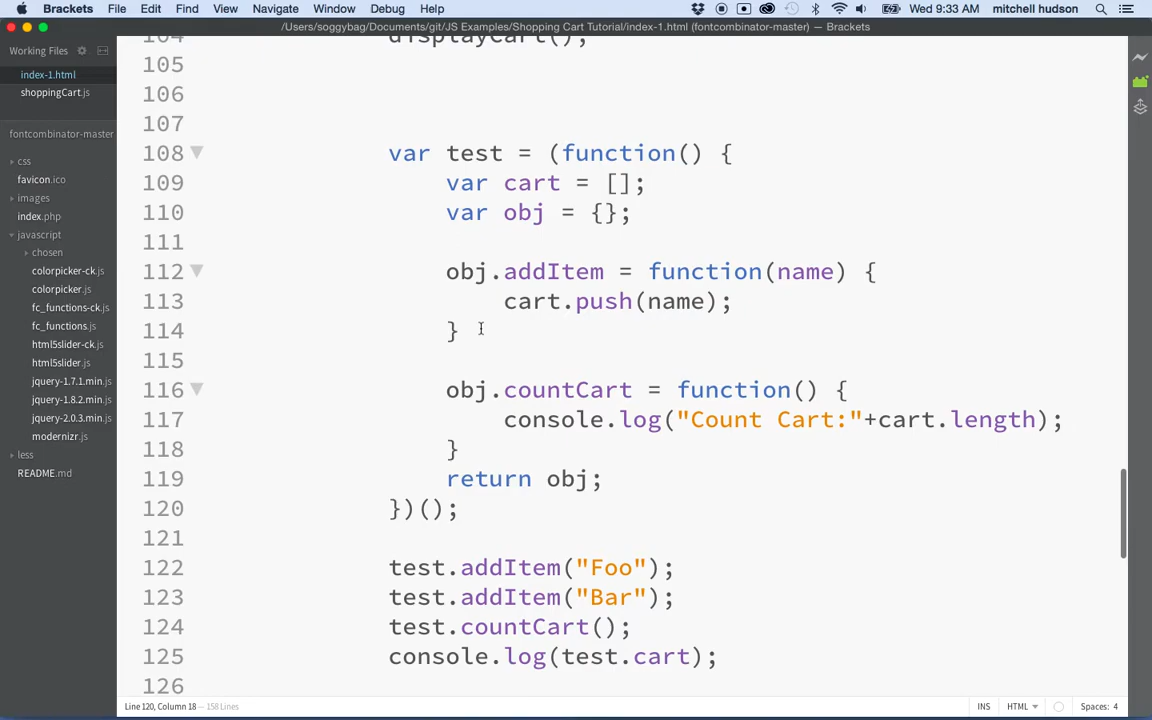 Brackets File Edit Find View Navigate Window Debug Help Wed 9:33 AM mitchell hudson
/Users/soggybag/Documents/git/JS Examples/Shopping Cart Tutorial/index-1.html (fontcombinator-master) — Brackets
Working Files
index-1.html
shoppingCart.js
fontcombinator-master
css
favicon.ico
images
index.php
javascript
chosen
colorpicker-ck.js
colorpicker.js
fc_functions-ck.js
fc_functions.js
html5slider-ck.js
html5slider.js
jquery-1.7.1.min.js
jquery-1.8.2.min.js
jquery-2.0.3.min.js
modernizr.js
less
README.md
104 displayCart();
105
106
107
108 var test = (function() {
109 var cart = [];
110 var obj = {};
111
112 obj.addItem = function(name) {
113 cart.push(name);
114 }
115
116 obj.countCart = function() {
117 console.log("Count Cart:"+cart.length);
118 }
119 return obj;
120 })();
121
122 test.addItem("Foo");
123 test.addItem("Bar");
124 test.countCart();
125 console.log(test.cart);
126
Line 120, Column 18 — 158 Lines INS HTML Spaces: 4